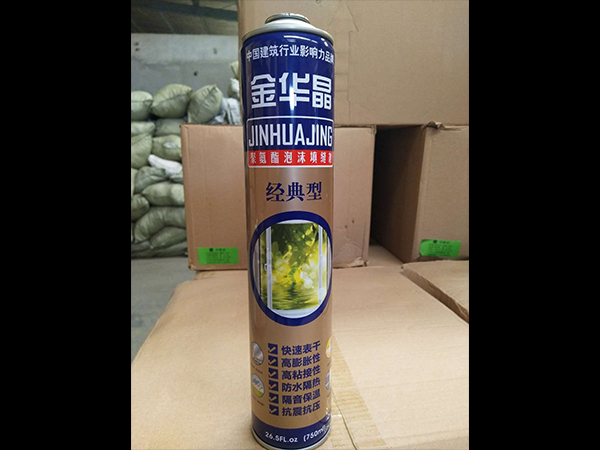 中国建筑行业影响力品牌
金华晶
JINHUAJING
聚氨酯泡沫填缝剂
经典型
快速表干
高膨胀性
高粘接性
防水隔热
隔音保温
抗震抗压
26.5FL.oz (750ml)